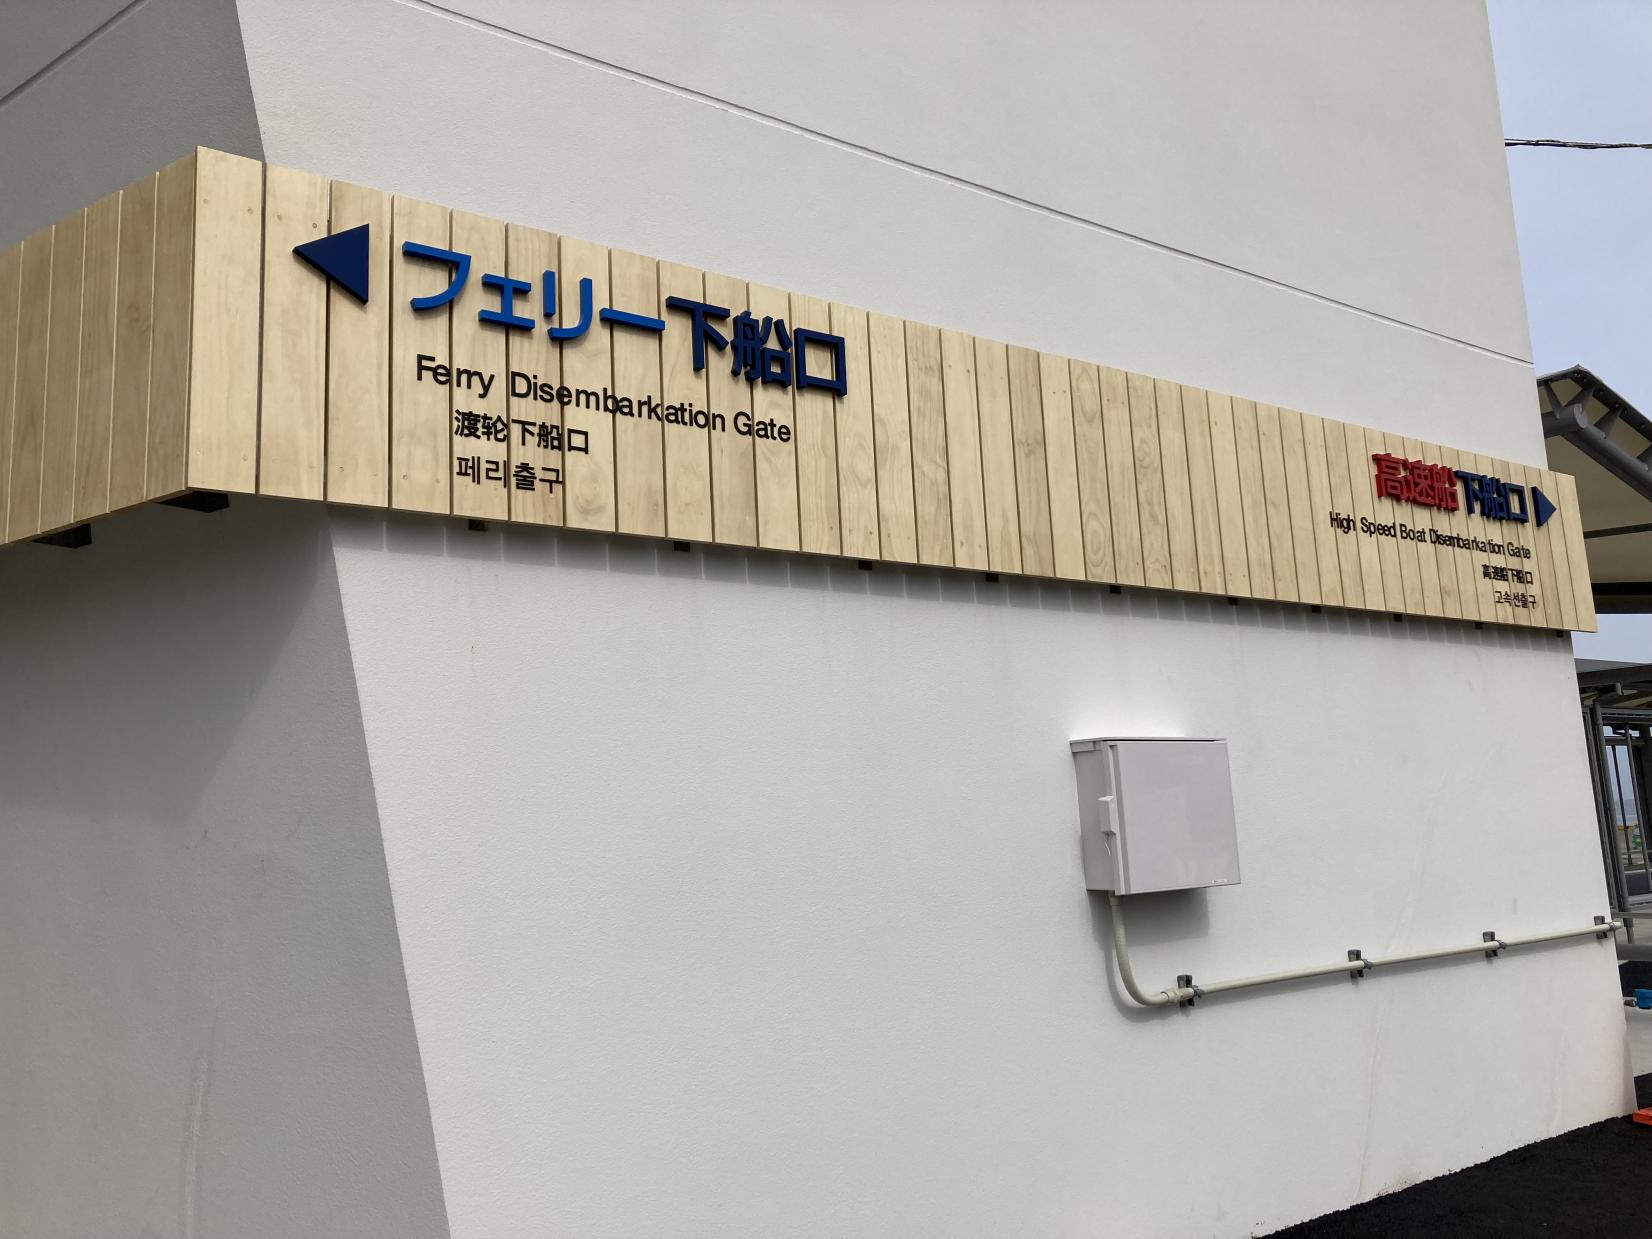 フェリー下船口
Ferry Disembarkation Gate
渡轮下船口
페리출구
高速船下船口
High Speed Boat Disembarkation Gate
高速船下船口
고속선출구